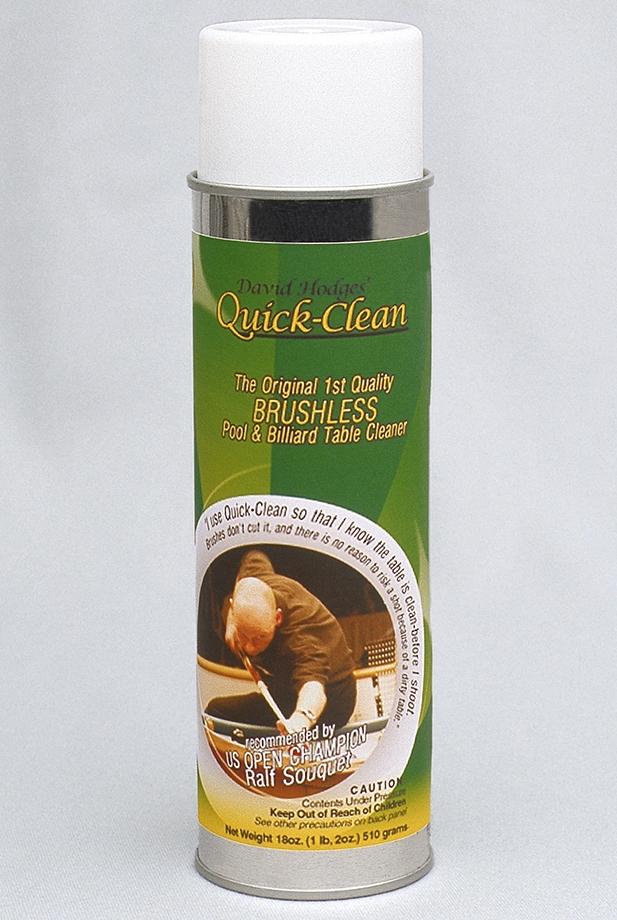 David Hodges'
Quick-Clean
The Original 1st Quality
BRUSHLESS
Pool & Billiard Table Cleaner
"I use Quick-Clean so that I know the table is clean-before I shoot.
Brushes don't cut it, and there is no reason to risk a shot because of a dirty table."
recommended by
US OPEN CHAMPION
Ralf Souquet
CAUTION
Contents Under Pressure
Keep Out of Reach of Children
See other precautions on back panel
Net Weight 18oz. (1 lb, 2oz.) 510 grams